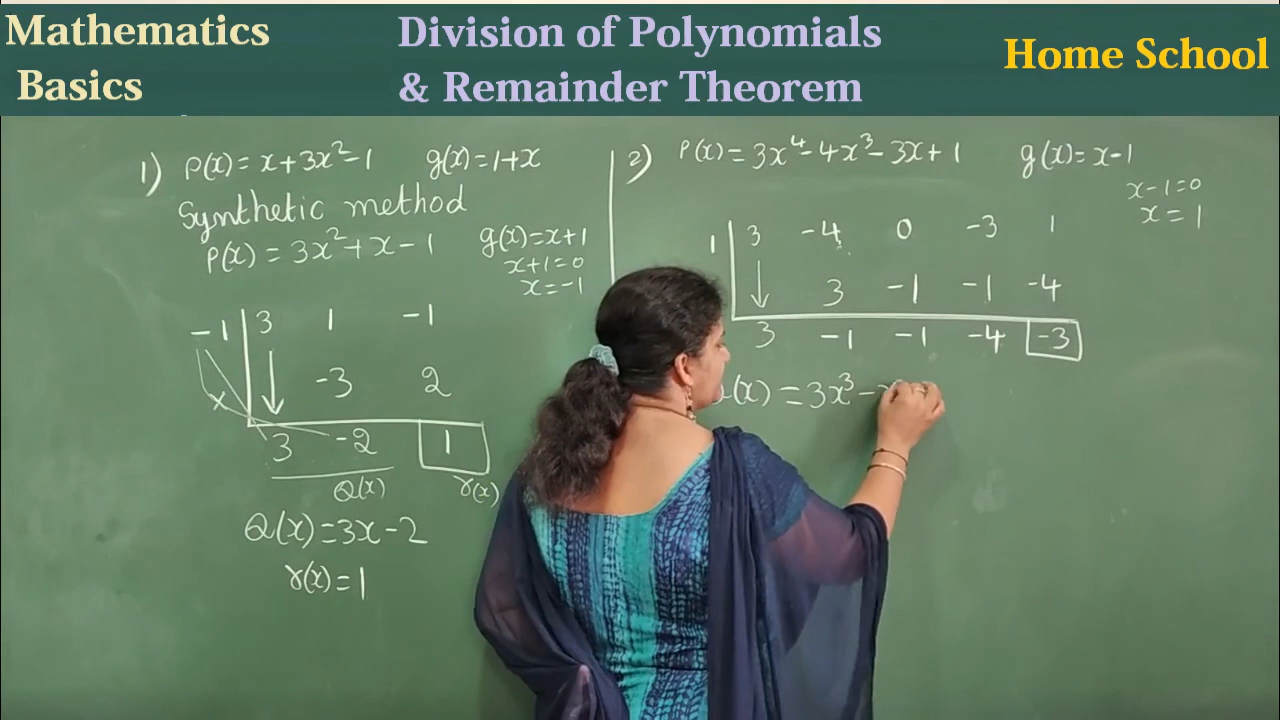 Mathematics
Basics
Division of Polynomials
& Remainder Theorem
Home School
1) P(x) = x+3x²-1 g(x)=1+x
Synthetic method
P(x) = 3x²+x-1 g(x)=x+1
x+1=0
x=-1
-1 3 1 -1
-3 2
3 -2 1
Q(x) r(x)
Q(x)=3x-2
r(x)=1
2) P(x)=3x⁴-4x³-3x+1 g(x)=x-1
x-1=0
x=1
1 3 -4 0 -3 1
3 -1 -1 -4
3 -1 -1 -4 -3
(x) = 3x³-